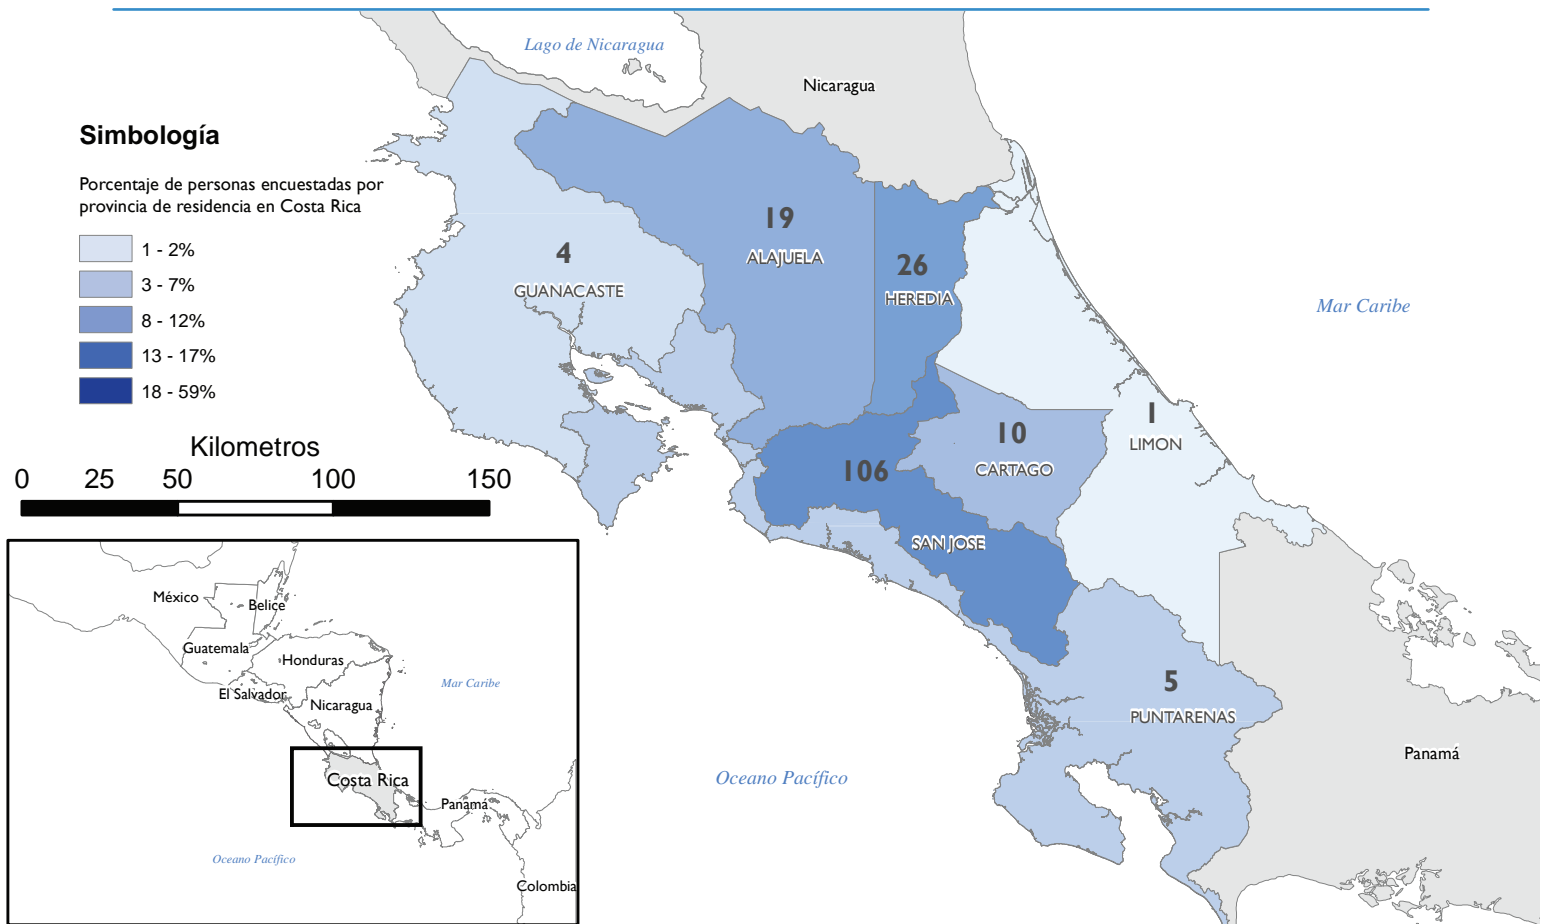 Lago de Nicaragua
Nicaragua
Simbología
Porcentaje de personas encuestadas por
provincia de residencia en Costa Rica
1 - 2%
3 - 7%
8 - 12%
13 - 17%
18 - 59%
Kilometros
0 25 50 100 150
19
ALAJUELA
4
GUANACASTE
26
HEREDIA
Mar Caribe
106
SAN JOSE
10
CARTAGO
1
LIMON
5
PUNTARENAS
Panamá
Oceano Pacífico
México
Belice
Guatemala
Honduras
El Salvador
Nicaragua
Mar Caribe
Costa Rica
Panamá
Oceano Pacífico
Colombia